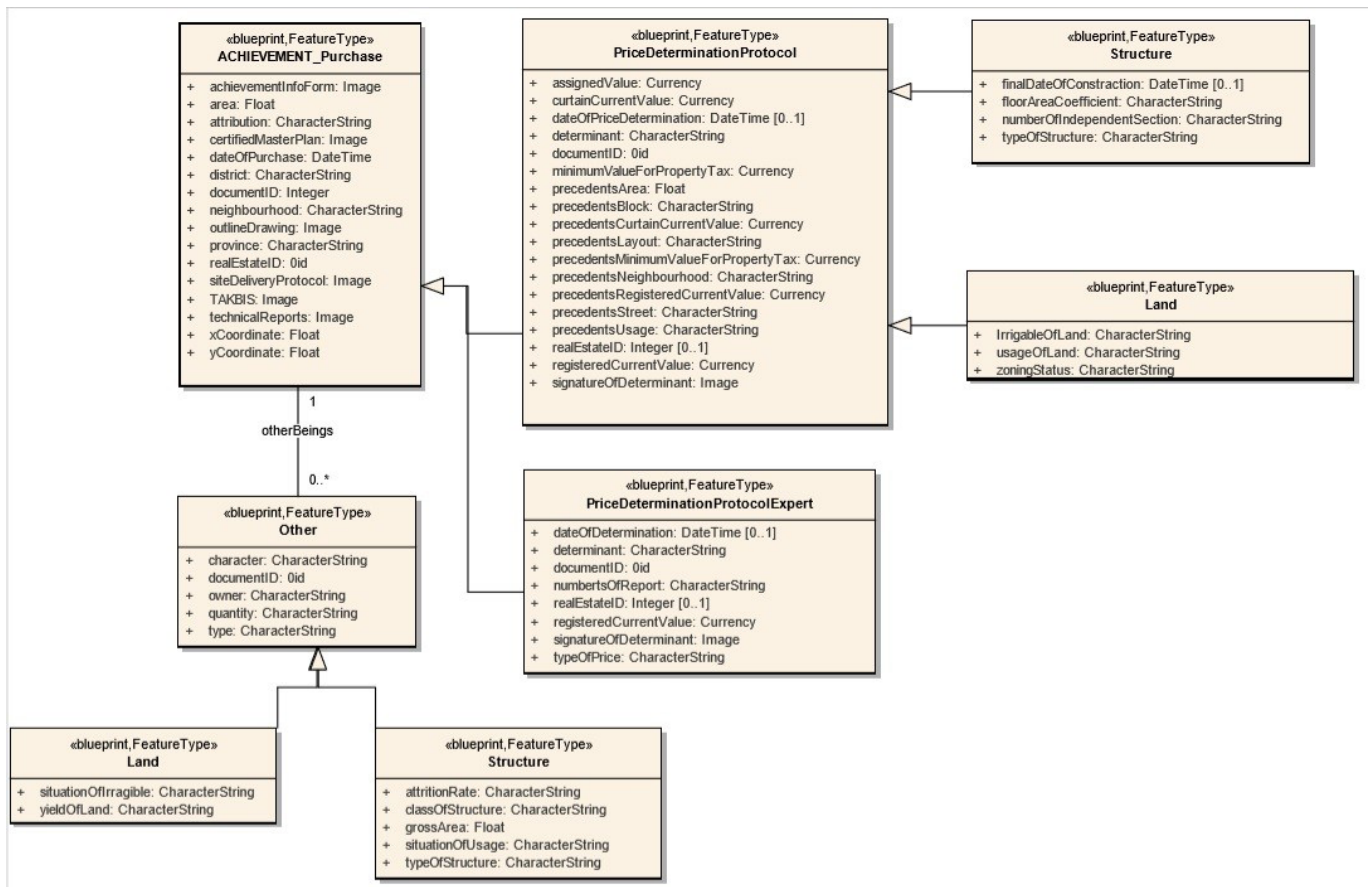 «blueprint,FeatureType»
ACHIEVEMENT_Purchase
+ achievementInfoForm: Image
+ area: Float
+ attribution: CharacterString
+ certifiedMasterPlan: Image
+ dateOfPurchase: DateTime
+ district: CharacterString
+ documentID: Integer
+ neighbourhood: CharacterString
+ outlineDrawing: Image
+ province: CharacterString
+ realEstateID: 0id
+ siteDeliveryProtocol: Image
+ TAKBIS: Image
+ technicalReports: Image
+ xCoordinate: Float
+ yCoordinate: Float
«blueprint,FeatureType»
PriceDeterminationProtocol
+ assignedValue: Currency
+ curtainCurrentValue: Currency
+ dateOfPriceDetermination: DateTime [0..1]
+ determinant: CharacterString
+ documentID: 0id
+ minimumValueForPropertyTax: Currency
+ precedentsArea: Float
+ precedentsBlock: CharacterString
+ precedentsCurtainCurrentValue: Currency
+ precedentsLayout: CharacterString
+ precedentsMinimumValueForPropertyTax: Currency
+ precedentsNeighbourhood: CharacterString
+ precedentsRegisteredCurrentValue: Currency
+ precedentsStreet: CharacterString
+ precedentsUsage: CharacterString
+ realEstateID: Integer [0..1]
+ registeredCurrentValue: Currency
+ signatureOfDeterminant: Image
«blueprint,FeatureType»
Structure
+ finalDateOfConstraction: DateTime [0..1]
+ floorAreaCoefficient: CharacterString
+ numberOfIndependentSection: CharacterString
+ typeOfStructure: CharacterString
«blueprint,FeatureType»
Land
+ IrrigableOfLand: CharacterString
+ usageOfLand: CharacterString
+ zoningStatus: CharacterString
1
otherBeings
0..*
«blueprint,FeatureType»
Other
+ character: CharacterString
+ documentID: 0id
+ owner: CharacterString
+ quantity: CharacterString
+ type: CharacterString
«blueprint,FeatureType»
PriceDeterminationProtocolExpert
+ dateOfDetermination: DateTime [0..1]
+ determinant: CharacterString
+ documentID: 0id
+ numbertsOfReport: CharacterString
+ realEstateID: Integer [0..1]
+ registeredCurrentValue: Currency
+ signatureOfDeterminant: Image
+ typeOfPrice: CharacterString
«blueprint,FeatureType»
Land
+ situationOfIrragible: CharacterString
+ yieldOfLand: CharacterString
«blueprint,FeatureType»
Structure
+ attritionRate: CharacterString
+ classOfStructure: CharacterString
+ grossArea: Float
+ situationOfUsage: CharacterString
+ typeOfStructure: CharacterString